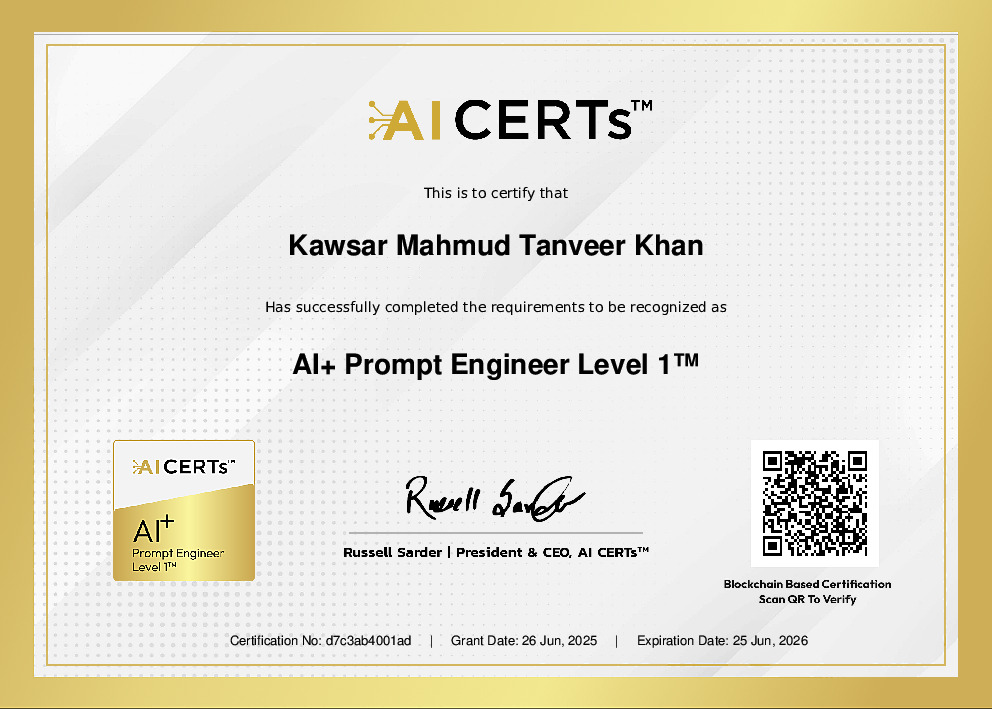 AI CERTs™
This is to certify that
Kawsar Mahmud Tanveer Khan
Has successfully completed the requirements to be recognized as
AI+ Prompt Engineer Level 1™
AI CERTs™
AI+
Prompt Engineer
Level 1™
Russell Sarder
Russell Sarder | President & CEO, AI CERTs™
Blockchain Based Certification
Scan QR To Verify
Certification No: d7c3ab4001ad | Grant Date: 26 Jun, 2025 | Expiration Date: 25 Jun, 2026